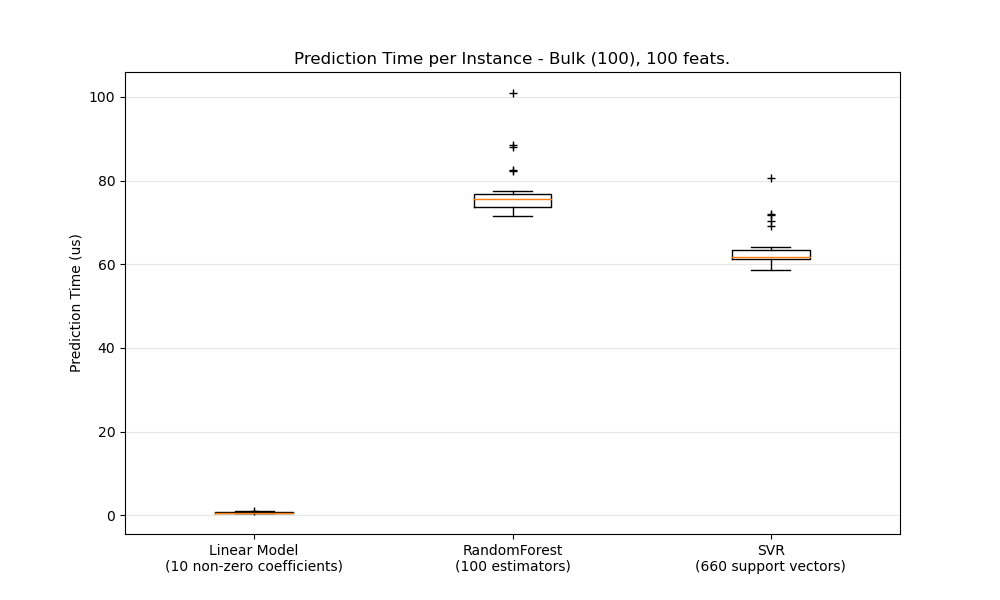 Prediction Time per Instance - Bulk (100), 100 feats.
Prediction Time (us)
100
80
60
40
20
0
Linear Model
(10 non-zero coefficients)
RandomForest
(100 estimators)
SVR
(660 support vectors)